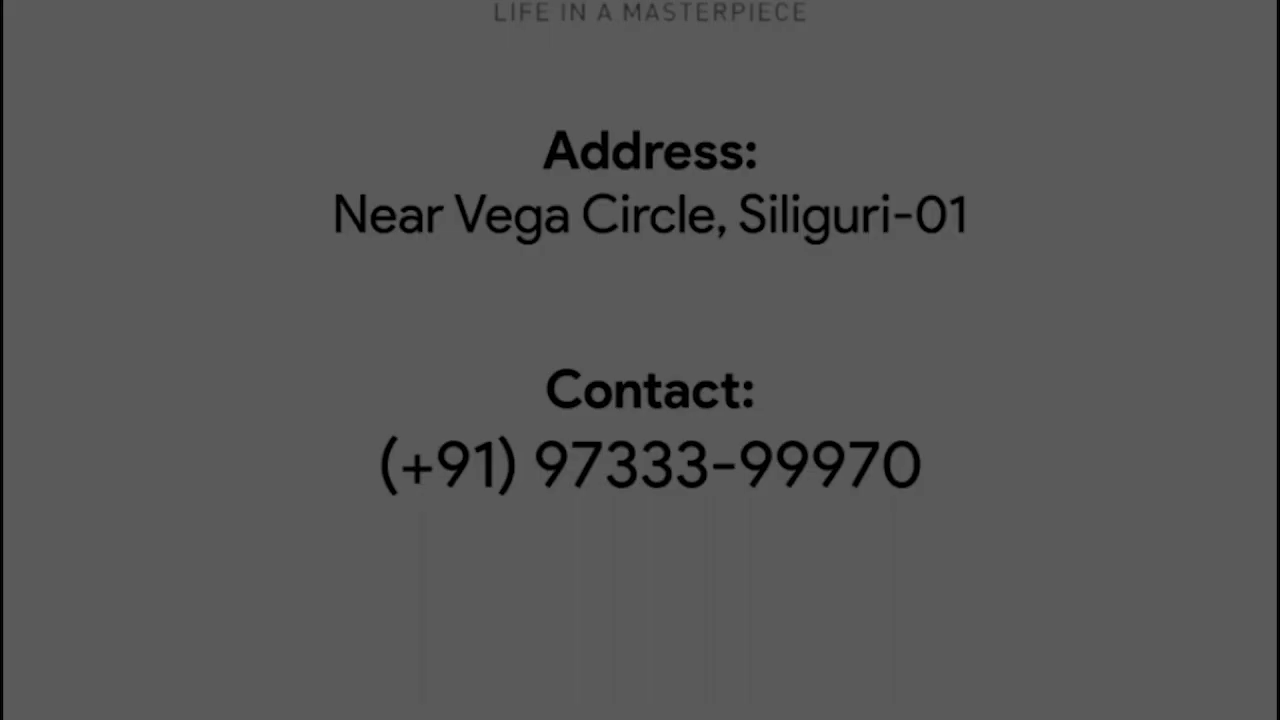 LIFE IN A MASTERPIECE
Address:
Near Vega Circle, Siliguri-01
Contact:
(+91) 97333-99970